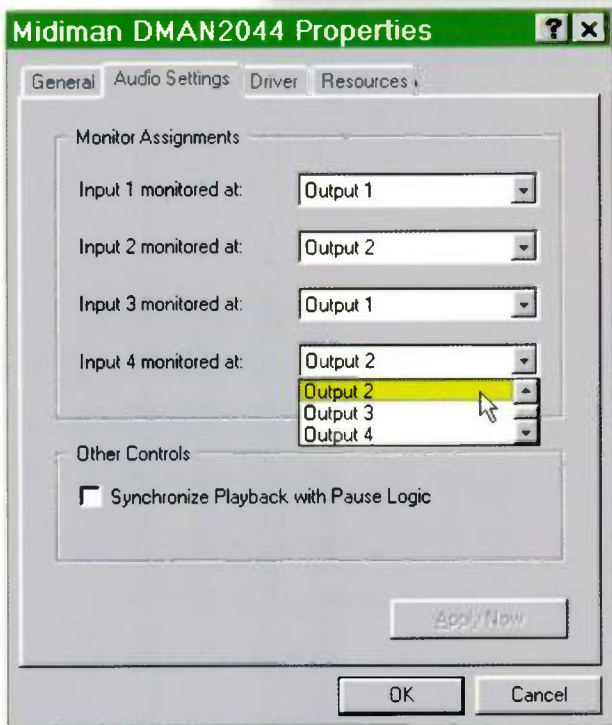 Midiman DMAN2044 Properties ? ×
General Audio Settings Driver Resources
Monitor Assignments
Input 1 monitored at: Output 1
Input 2 monitored at: Output 2
Input 3 monitored at: Output 1
Input 4 monitored at: Output 2
Output 2
Output 3
Output 4
Other Controls
Synchronize Playback with Pause Logic
Apply Now
OK Cancel